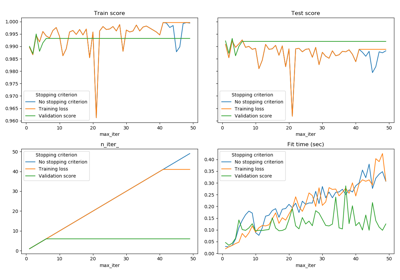 Train score
1.000
0.995
0.990
0.985
0.980
0.975
0.970
0.965
0.960
Stopping criterion
No stopping criterion
Training loss
Validation score
0 10 20 30 40 50
max_iter
Test score
Stopping criterion
No stopping criterion
Training loss
Validation score
0 10 20 30 40 50
max_iter
n_iter_
50
40
30
20
10
0
Stopping criterion
No stopping criterion
Training loss
Validation score
0 10 20 30 40 50
max_iter
Fit time (sec)
0.40
0.35
0.30
0.25
0.20
0.15
0.10
0.05
0.00
Stopping criterion
No stopping criterion
Training loss
Validation score
0 10 20 30 40 50
max_iter